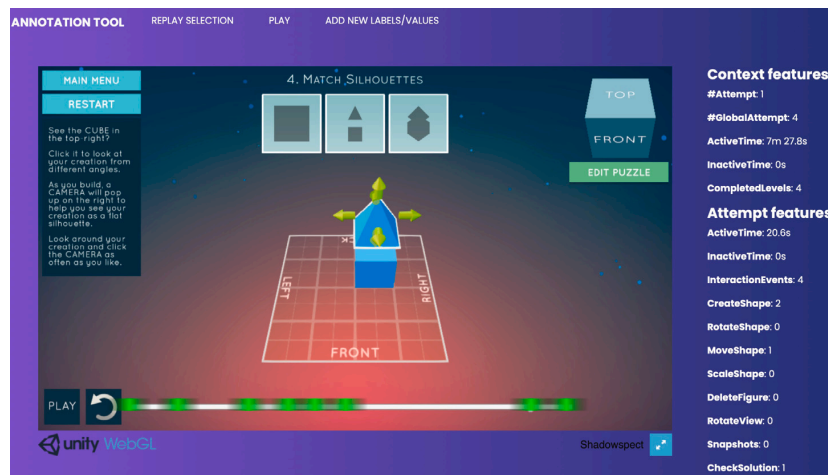 ANNOTATION TOOL
REPLAY SELECTION
PLAY
ADD NEW LABELS/VALUES
MAIN MENU
RESTART
See the CUBE in
the top-right?
Click it to look at
your creation from
different angles.
As you build, a
CAMERA will pop
up on the right to
help you see your
creation as a flat
silhouette.
Look around your
creation and click
the CAMERA as
often as you like.
4. MATCH SILHOUETTES
TOP
FRONT
EDIT PUZZLE
LEFT
RIGHT
FRONT
PLAY
unity WebGL
Shadowspect
Context features
#Attempt: 1
#GlobalAttempt: 4
ActiveTime: 7m 27.8s
InactiveTime: 0s
CompletedLevels: 4
Attempt features
ActiveTime: 20.6s
InactiveTime: 0s
InteractionEvents: 4
CreateShape: 2
RotateShape: 0
MoveShape: 1
ScaleShape: 0
DeleteFigure: 0
RotateView: 0
Snapshots: 0
CheckSolution: 1